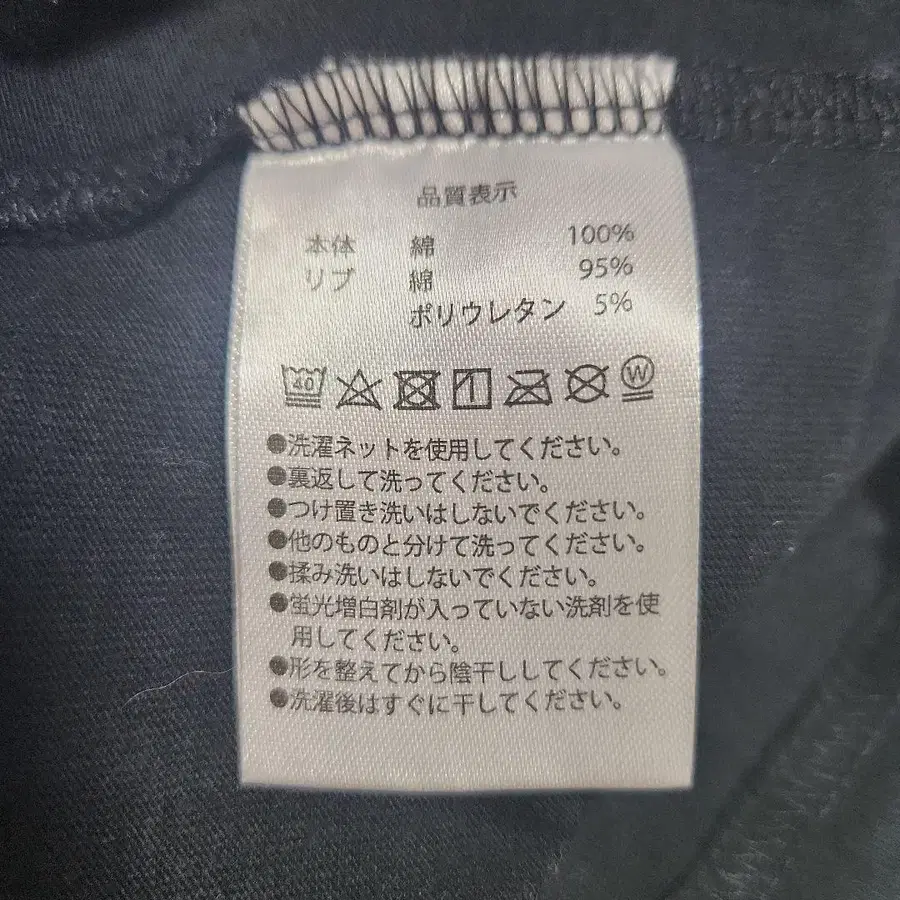 品質表示
本体 綿 100%
リブ 綿 95%
ポリウレタン 5%
40 W
●洗濯ネットを使用してください。
●裏返して洗ってください。
●つけ置き洗いはしないでください。
●他のものと分けて洗ってください。
●揉み洗いはしないでください。
●蛍光増白剤が入っていない洗剤を使
用してください。
●形を整えてから陰干ししてください。
●洗濯後はすぐに干してください。